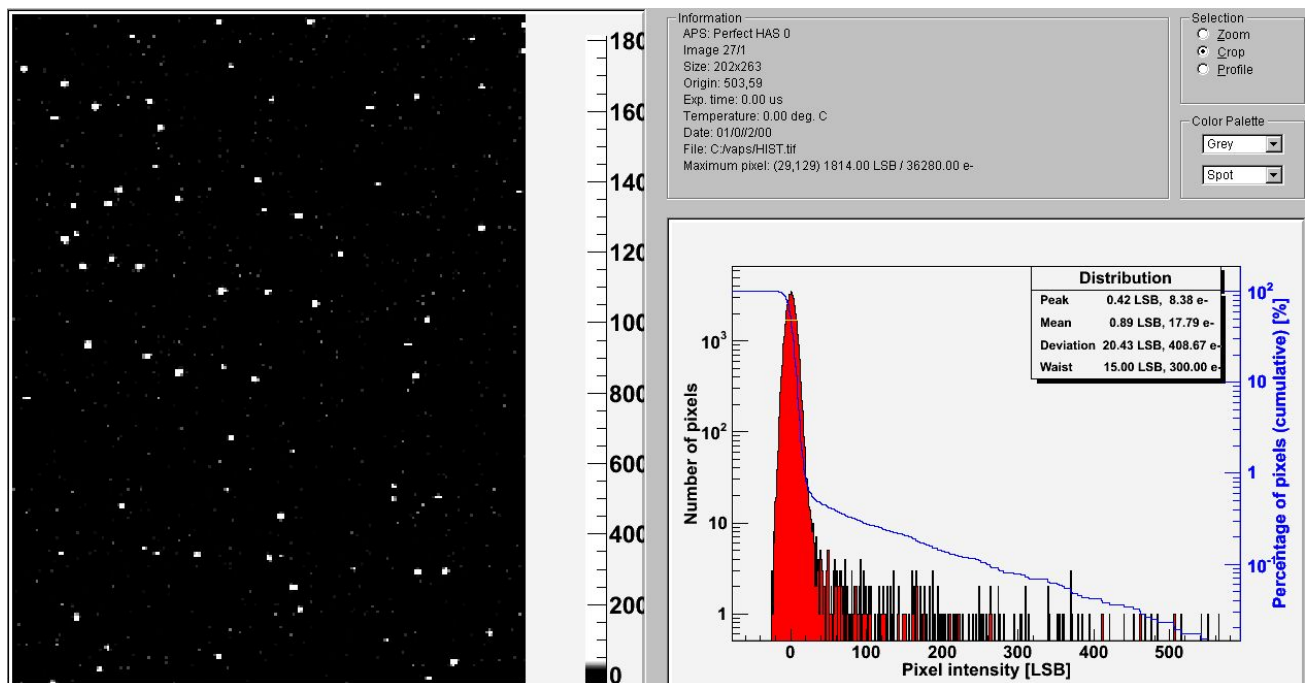 180
160
140
120
100
800
600
400
200
0
Information
APS: Perfect HAS 0
Image 27/1
Size: 202x263
Origin: 503,59
Exp. time: 0.00 us
Temperature: 0.00 deg. C
Date: 01/0//2/00
File: C:/vaps/HIST.tif
Maximum pixel: (29,129) 1814.00 LSB / 36280.00 e-
Selection
Zoom
Crop
Profile
Color Palette
Grey
Spot
Distribution
Peak 0.42 LSB, 8.38 e-
Mean 0.89 LSB, 17.79 e-
Deviation 20.43 LSB, 408.67 e-
Waist 15.00 LSB, 300.00 e-
Number of pixels
10³
10²
10
1
0 100 200 300 400 500
Pixel intensity [LSB]
10²
10
1
10⁻¹
Percentage of pixels (cumulative) [%]